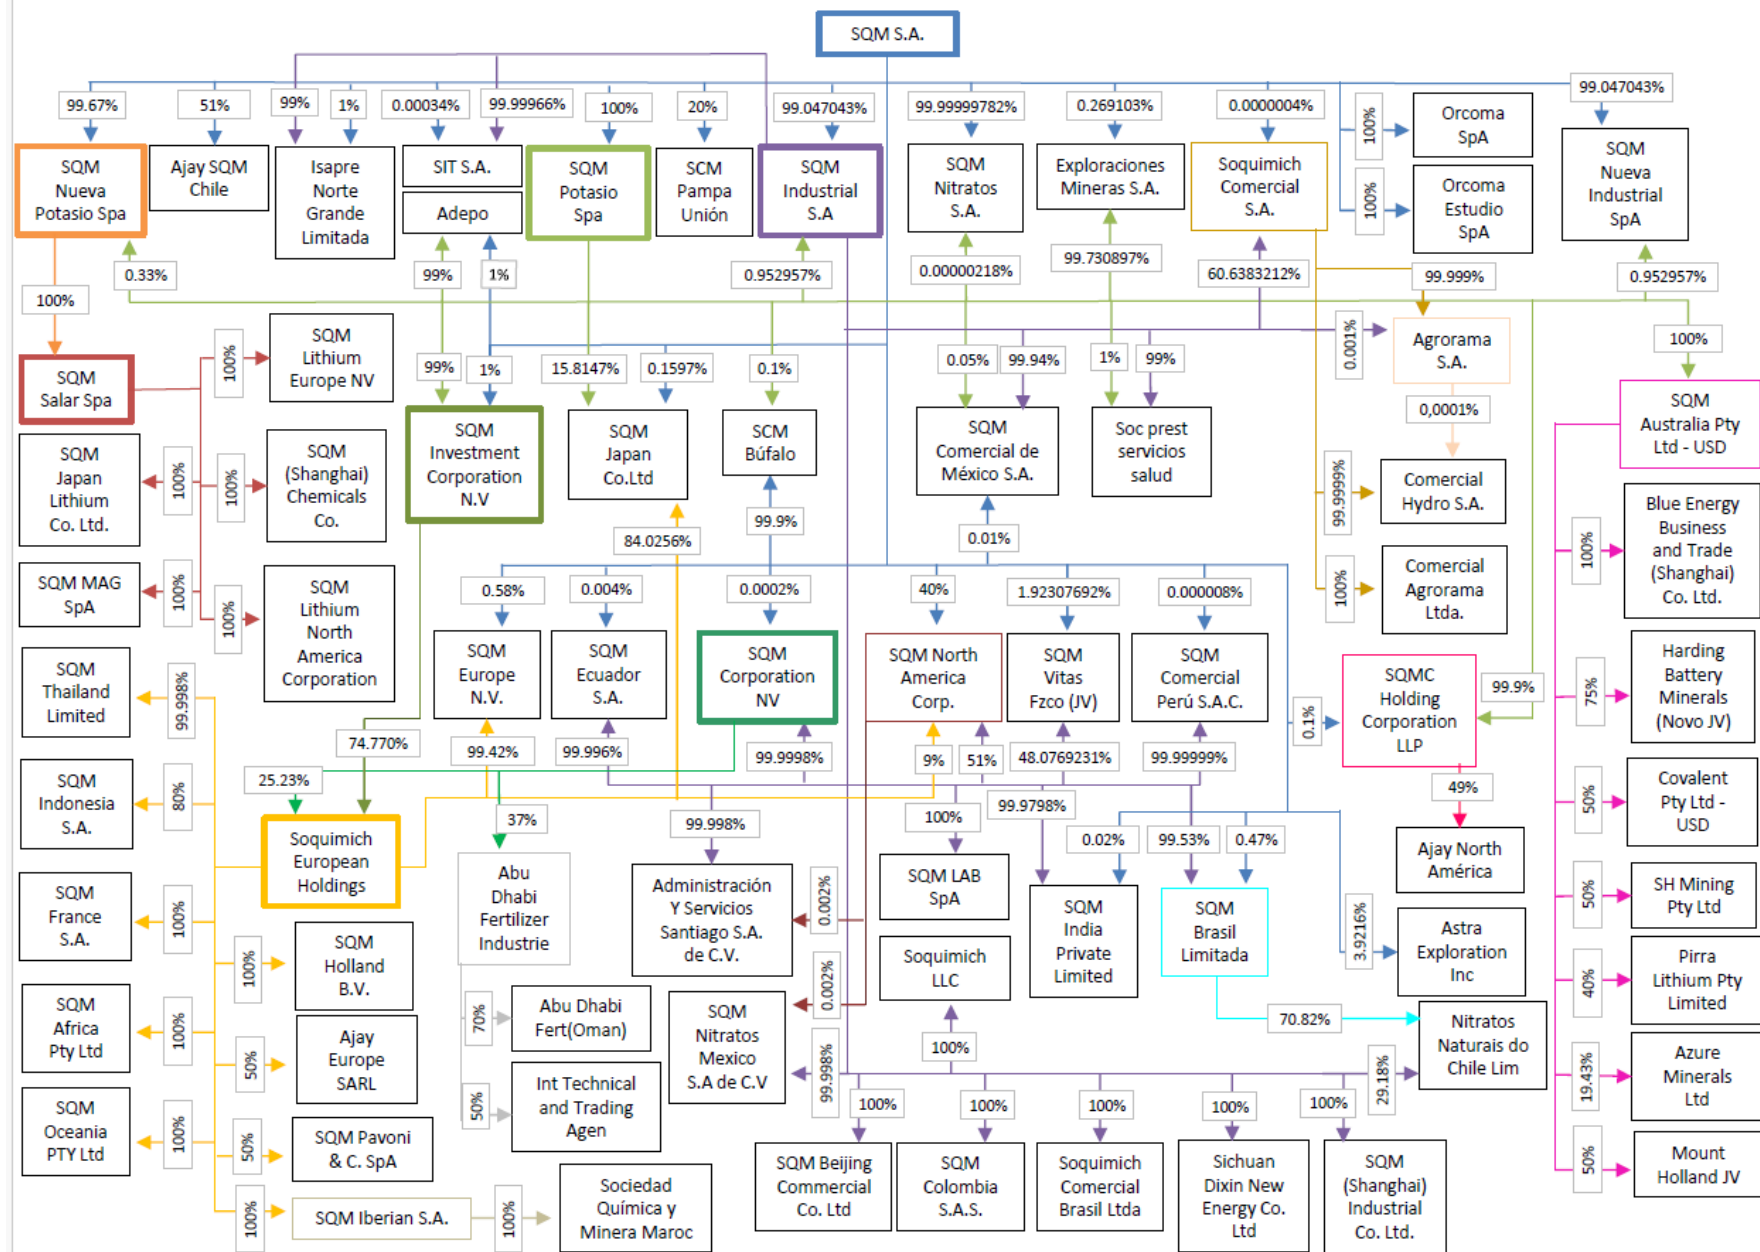 SQM S.A.
99.67%
51%
99%
1%
0.00034%
99.99966%
100%
20%
99.047043%
99.99999782%
0.269103%
0.0000004%
100%
99.047043%
SQM
Nueva
Potasio Spa
Ajay SQM
Chile
Isapre
Norte
Grande
Limitada
SIT S.A.
Adepo
SQM
Potasio
Spa
SCM
Pampa
Unión
SQM
Industrial
S.A
SQM
Nitratos
S.A.
Exploraciones
Mineras S.A.
Soquimich
Comercial
S.A.
Orcoma
SpA
100%
Orcoma
Estudio
SpA
SQM
Nueva
Industrial
SpA
0.33%
99%
1%
0.952957%
0.00000218%
99.730897%
60.6383212%
99.999%
0.952957%
100%
SQM
Salar Spa
100%
SQM
Lithium
Europe NV
99%
1%
15.8147%
0.1597%
0.1%
0.05%
99.94%
1%
99%
0.001%
Agrorama
S.A.
100%
0,0001%
SQM
Australia Pty
Ltd - USD
SQM
Japan
Lithium
Co. Ltd.
100%
100%
SQM
(Shanghai)
Chemicals
Co.
SQM
Investment
Corporation
N.V
SQM
Japan
Co.Ltd
SCM
Búfalo
SQM
Comercial de
México S.A.
Soc prest
servicios
salud
99.9999%
Comercial
Hydro S.A.
100%
Blue Energy
Business
and Trade
(Shanghai)
Co. Ltd.
84.0256%
99.9%
0.01%
SQM MAG
SpA
100%
100%
SQM
Lithium
North
America
Corporation
0.58%
0.004%
0.0002%
40%
1.92307692%
0.000008%
100%
Comercial
Agrorama
Ltda.
SQM
Thailand
Limited
99.998%
SQM
Europe
N.V.
SQM
Ecuador
S.A.
SQM
Corporation
NV
SQM North
America
Corp.
SQM
Vitas
Fzco (JV)
SQM
Comercial
Perú S.A.C.
0.1%
SQMC
Holding
Corporation
LLP
99.9%
75%
Harding
Battery
Minerals
(Novo JV)
74.770%
99.42%
99.996%
99.9998%
9%
51%
48.0769231%
99.99999%
SQM
Indonesia
S.A.
80%
25.23%
37%
99.998%
100%
99.9798%
0.02%
99.53%
0.47%
49%
50%
Covalent
Pty Ltd -
USD
Soquimich
European
Holdings
Abu
Dhabi
Fertilizer
Industrie
Administración
Y Servicios
Santiago S.A.
de C.V.
0.002%
SQM LAB
SpA
SQM
India
Private
Limited
SQM
Brasil
Limitada
Ajay North
América
50%
SH Mining
Pty Ltd
SQM
France
S.A.
100%
100%
SQM
Holland
B.V.
0.002%
Soquimich
LLC
3.9216%
Astra
Exploration
Inc
40%
Pirra
Lithium Pty
Limited
SQM
Africa
Pty Ltd
100%
50%
Ajay
Europe
SARL
70%
Abu Dhabi
Fert(Oman)
SQM
Nitratos
Mexico
S.A de C.V
99.998%
100%
70.82%
29.18%
Nitratos
Naturais do
Chile Lim
19.43%
Azure
Minerals
Ltd
SQM
Oceania
PTY Ltd
100%
50%
SQM Pavoni
& C. SpA
50%
Int Technical
and Trading
Agen
100%
100%
100%
100%
100%
50%
Mount
Holland JV
100%
SQM Iberian S.A.
100%
Sociedad
Química y
Minera Maroc
SQM Beijing
Commercial
Co. Ltd
SQM
Colombia
S.A.S.
Soquimich
Comercial
Brasil Ltda
Sichuan
Dixin New
Energy Co.
Ltd
SQM
(Shanghai)
Industrial
Co. Ltd.